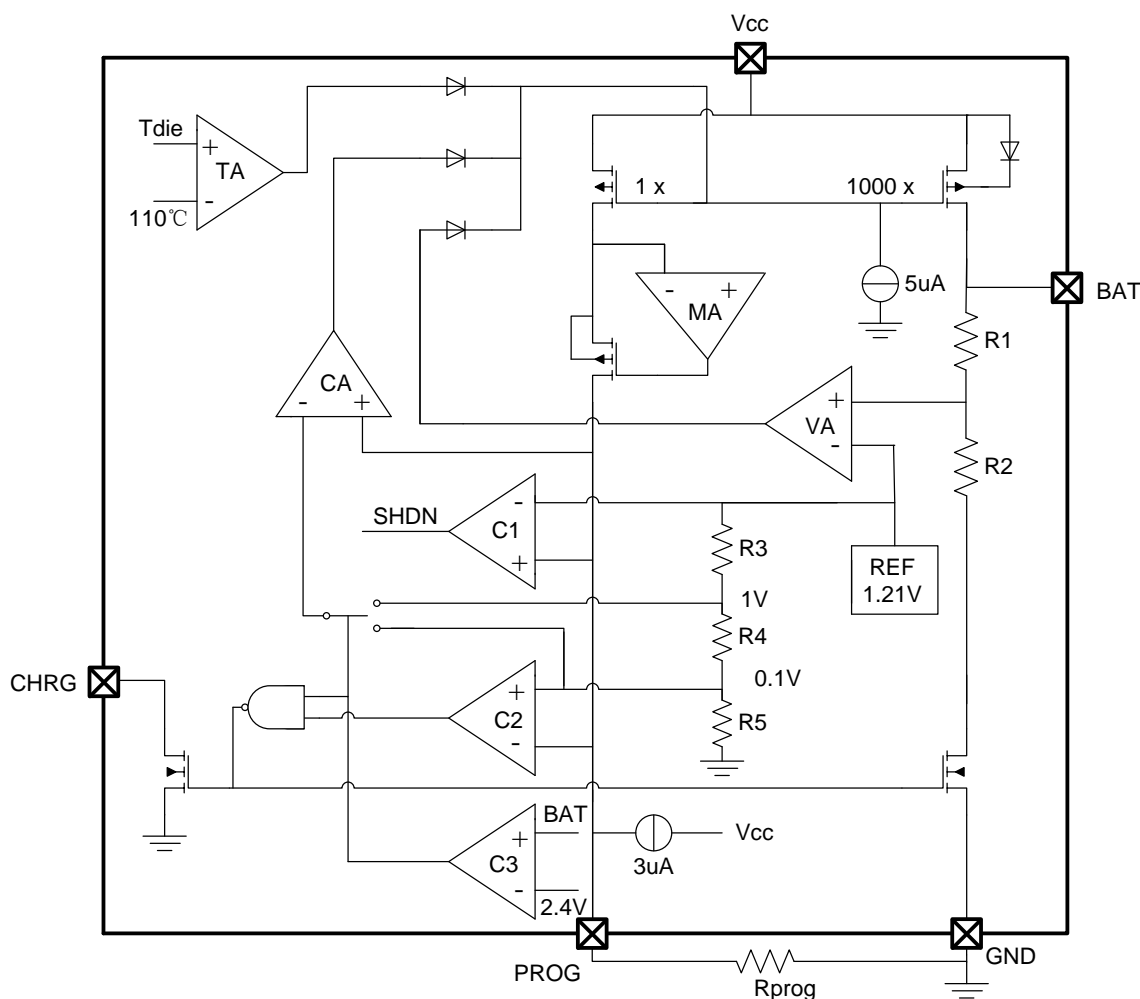 Vcc
Tdie
+
TA
-
110℃
1 x
1000 x
5uA
BAT
-
+
MA
R1
CA
-
+
+
VA
-
R2
SHDN
-
C1
+
R3
REF
1.21V
1V
R4
0.1V
CHRG
+
C2
-
R5
BAT
+
C3
-
2.4V
3uA
Vcc
PROG
GND
Rprog